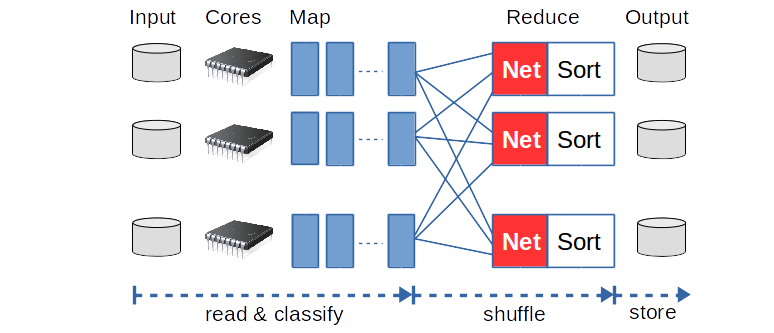 Input Cores Map Reduce Output
Net Sort
Net Sort
Net Sort
read & classify shuffle store